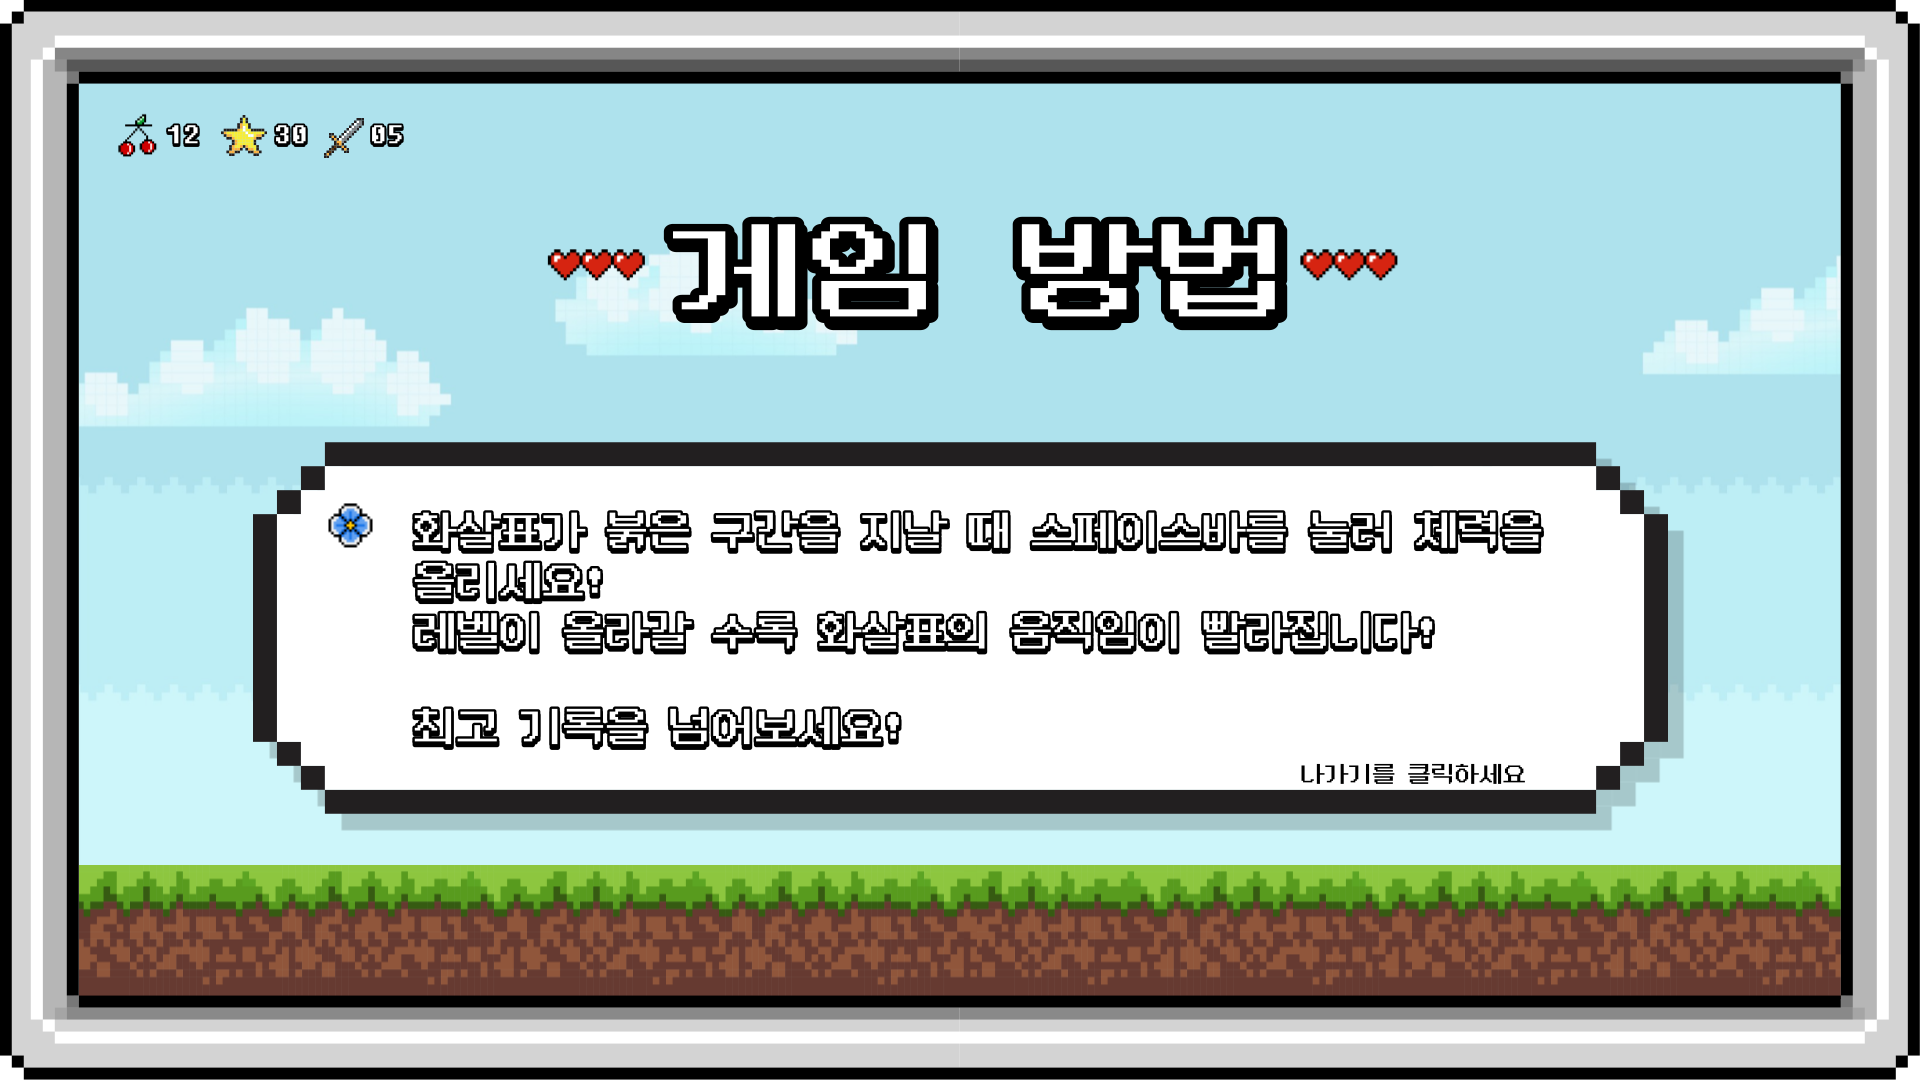 12 30 05
게임 방법
화살표가 붉은 구간을 지날 때 스페이스바를 눌러 체력을
올리세요!
레벨이 올라갈 수록 화살표의 움직임이 빨라집니다!
최고 기록을 넘어보세요!
나가기를 클릭하세요